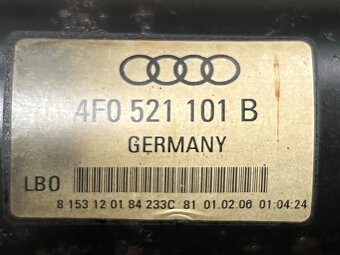 4F0 521 101 B
GERMANY
LBO
8 153 12 01 84 233C 81 01.02.06 01:04:24